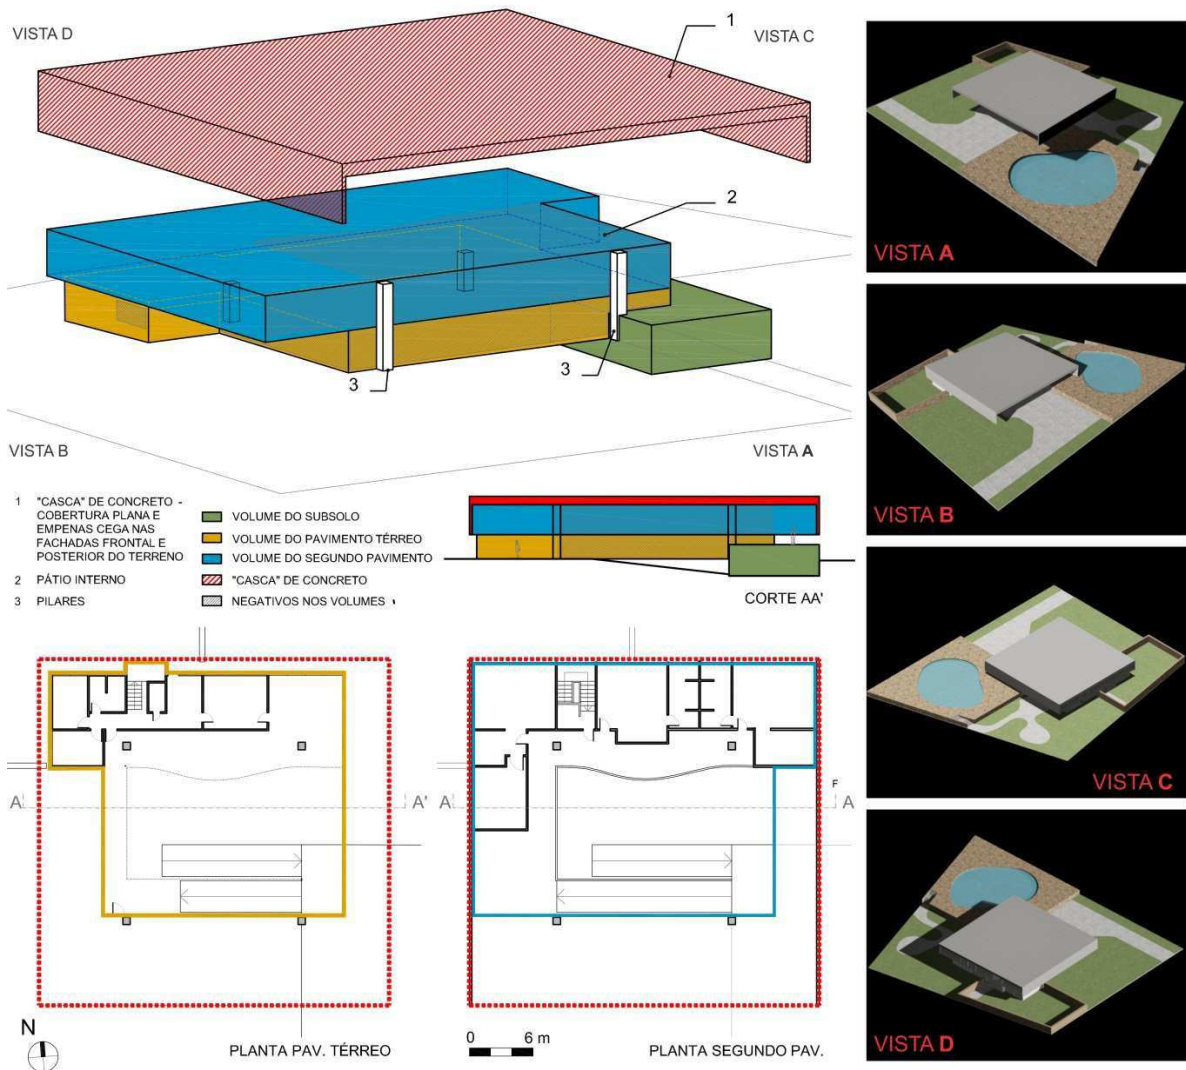 VISTA D
VISTA C
1
2
3
3
VISTA B
VISTA A
1 "CASCA" DE CONCRETO -
COBERTURA PLANA E
EMPENAS CEGA NAS
FACHADAS FRONTAL E
POSTERIOR DO TERRENO
2 PÁTIO INTERNO
3 PILARES
VOLUME DO SUBSOLO
VOLUME DO PAVIMENTO TÉRREO
VOLUME DO SEGUNDO PAVIMENTO
"CASCA" DE CONCRETO
NEGATIVOS NOS VOLUMES
CORTE AA'
A
A'
A
A
F
N
PLANTA PAV. TÉRREO
0 6 m
PLANTA SEGUNDO PAV.
VISTA A
VISTA B
VISTA C
VISTA D